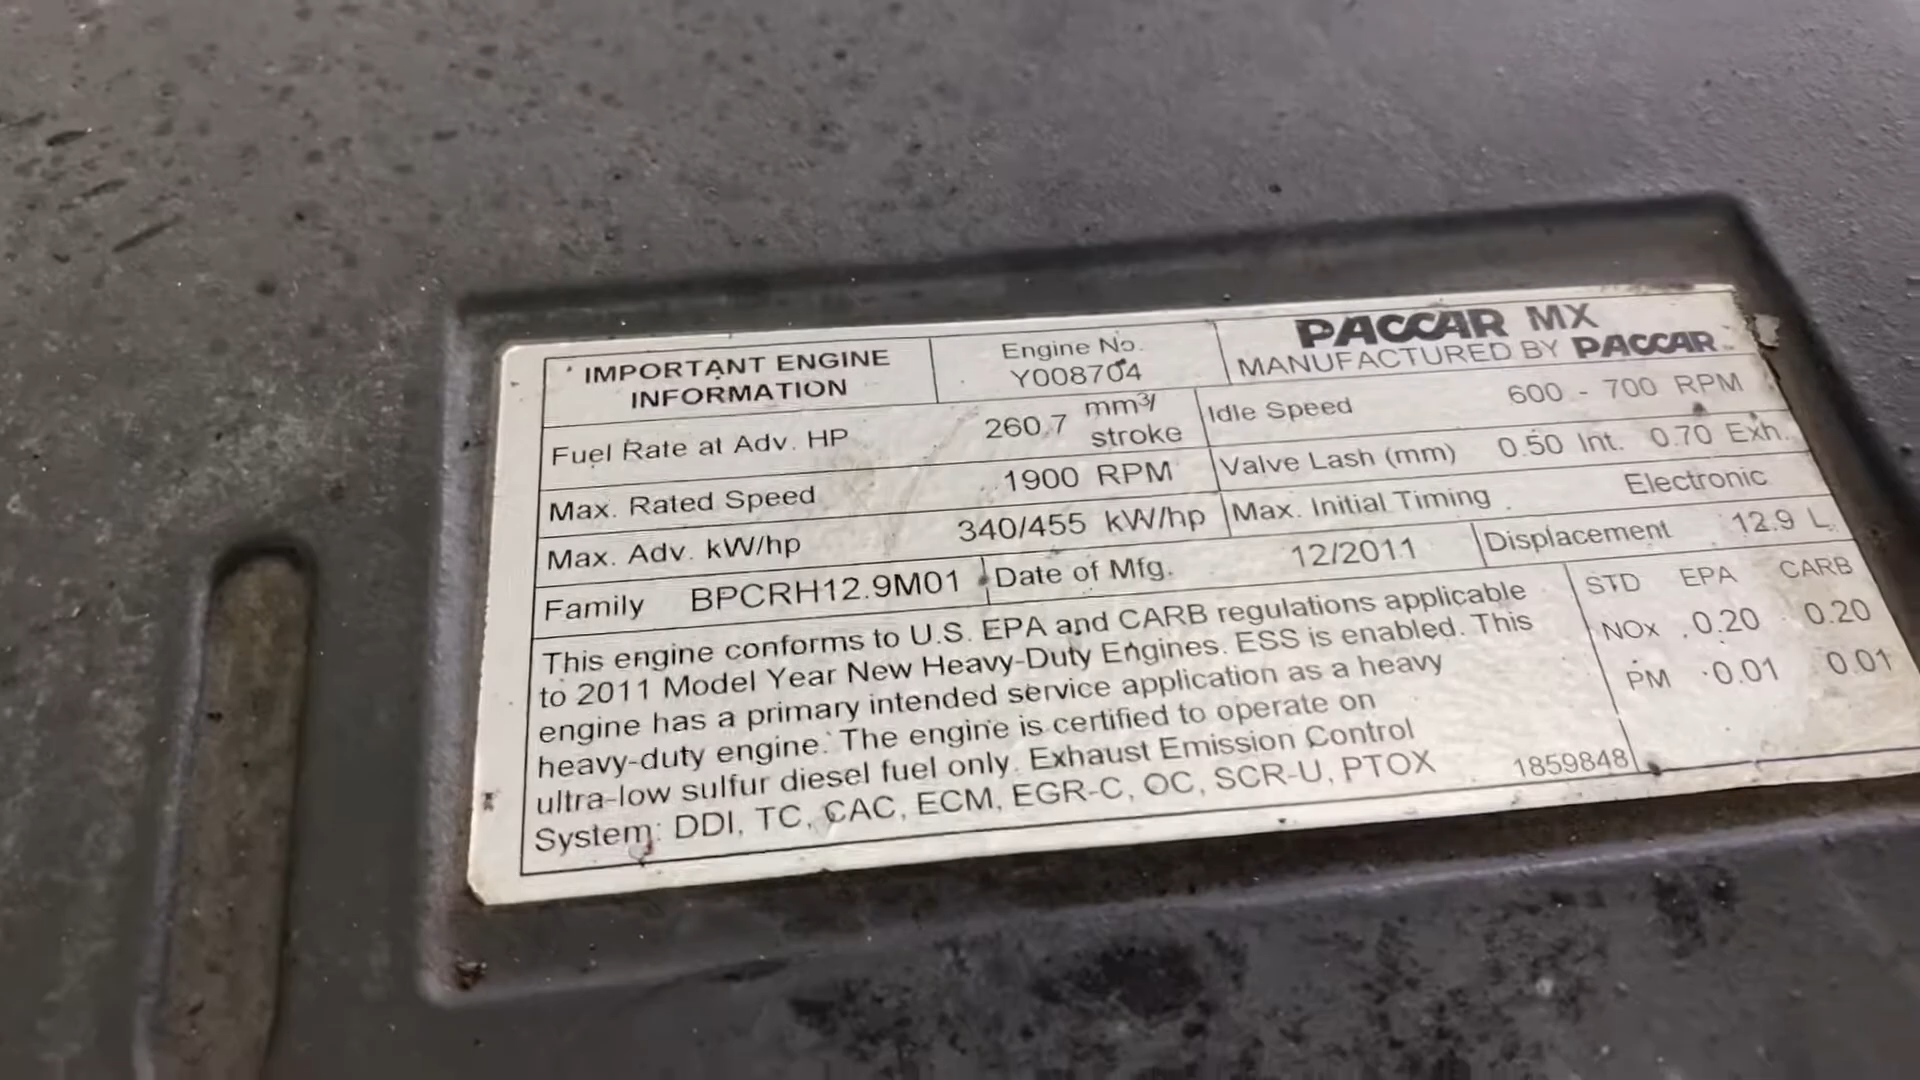 IMPORTANT ENGINE
INFORMATION
Engine No.
Y008704
PACCAR MX
MANUFACTURED BY PACCAR
Fuel Rate at Adv. HP 260.7 mm³/
stroke
Idle Speed 600 - 700 RPM
Max. Rated Speed 1900 RPM
Valve Lash (mm) 0.50 Int. 0.70 Exh.
Max. Adv. kW/hp 340/455 kW/hp
Max. Initial Timing Electronic
Family BPCRH12.9M01
Date of Mfg. 12/2011
Displacement 12.9 L
This engine conforms to U.S. EPA and CARB regulations applicable
to 2011 Model Year New Heavy-Duty Engines. ESS is enabled. This
engine has a primary intended service application as a heavy
heavy-duty engine. The engine is certified to operate on
ultra-low sulfur diesel fuel only. Exhaust Emission Control
System: DDI, TC, CAC, ECM, EGR-C, OC, SCR-U, PTOX
1859848
STD EPA CARB
NOx 0.20 0.20
PM 0.01 0.01